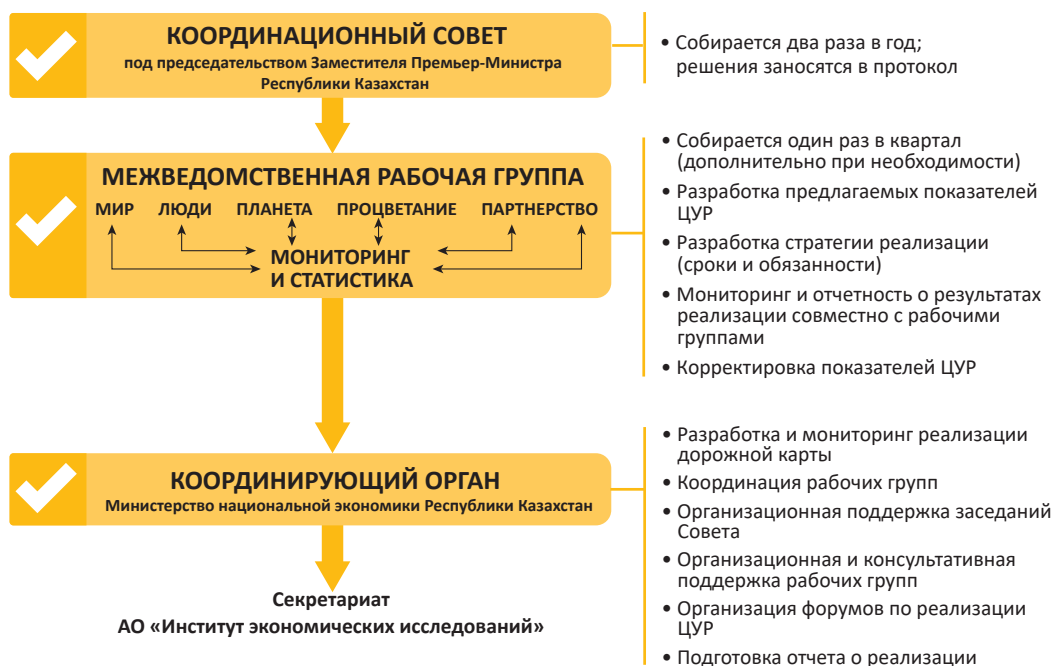 КООРДИНАЦИОННЫЙ СОВЕТ
под председательством Заместителя Премьер-Министра
Республики Казахстан
• Собирается два раза в год;
решения заносятся в протокол
МЕЖВЕДОМСТВЕННАЯ РАБОЧАЯ ГРУППА
МИР ЛЮДИ ПЛАНЕТА ПРОЦВЕТАНИЕ ПАРТНЕРСТВО
МОНИТОРИНГ
И СТАТИСТИКА
• Собирается один раз в квартал
(дополнительно при необходимости)
• Разработка предлагаемых показателей
ЦУР
• Разработка стратегии реализации
(сроки и обязанности)
• Мониторинг и отчетность о результатах
реализации совместно с рабочими
группами
• Корректировка показателей ЦУР
КООРДИНИРУЮЩИЙ ОРГАН
Министерство национальной экономики Республики Казахстан
• Разработка и мониторинг реализации
дорожной карты
• Координация рабочих групп
• Организационная поддержка заседаний
Совета
• Организационная и консультативная
поддержка рабочих групп
• Организация форумов по реализации
ЦУР
• Подготовка отчета о реализации
Секретариат
АО «Институт экономических исследований»